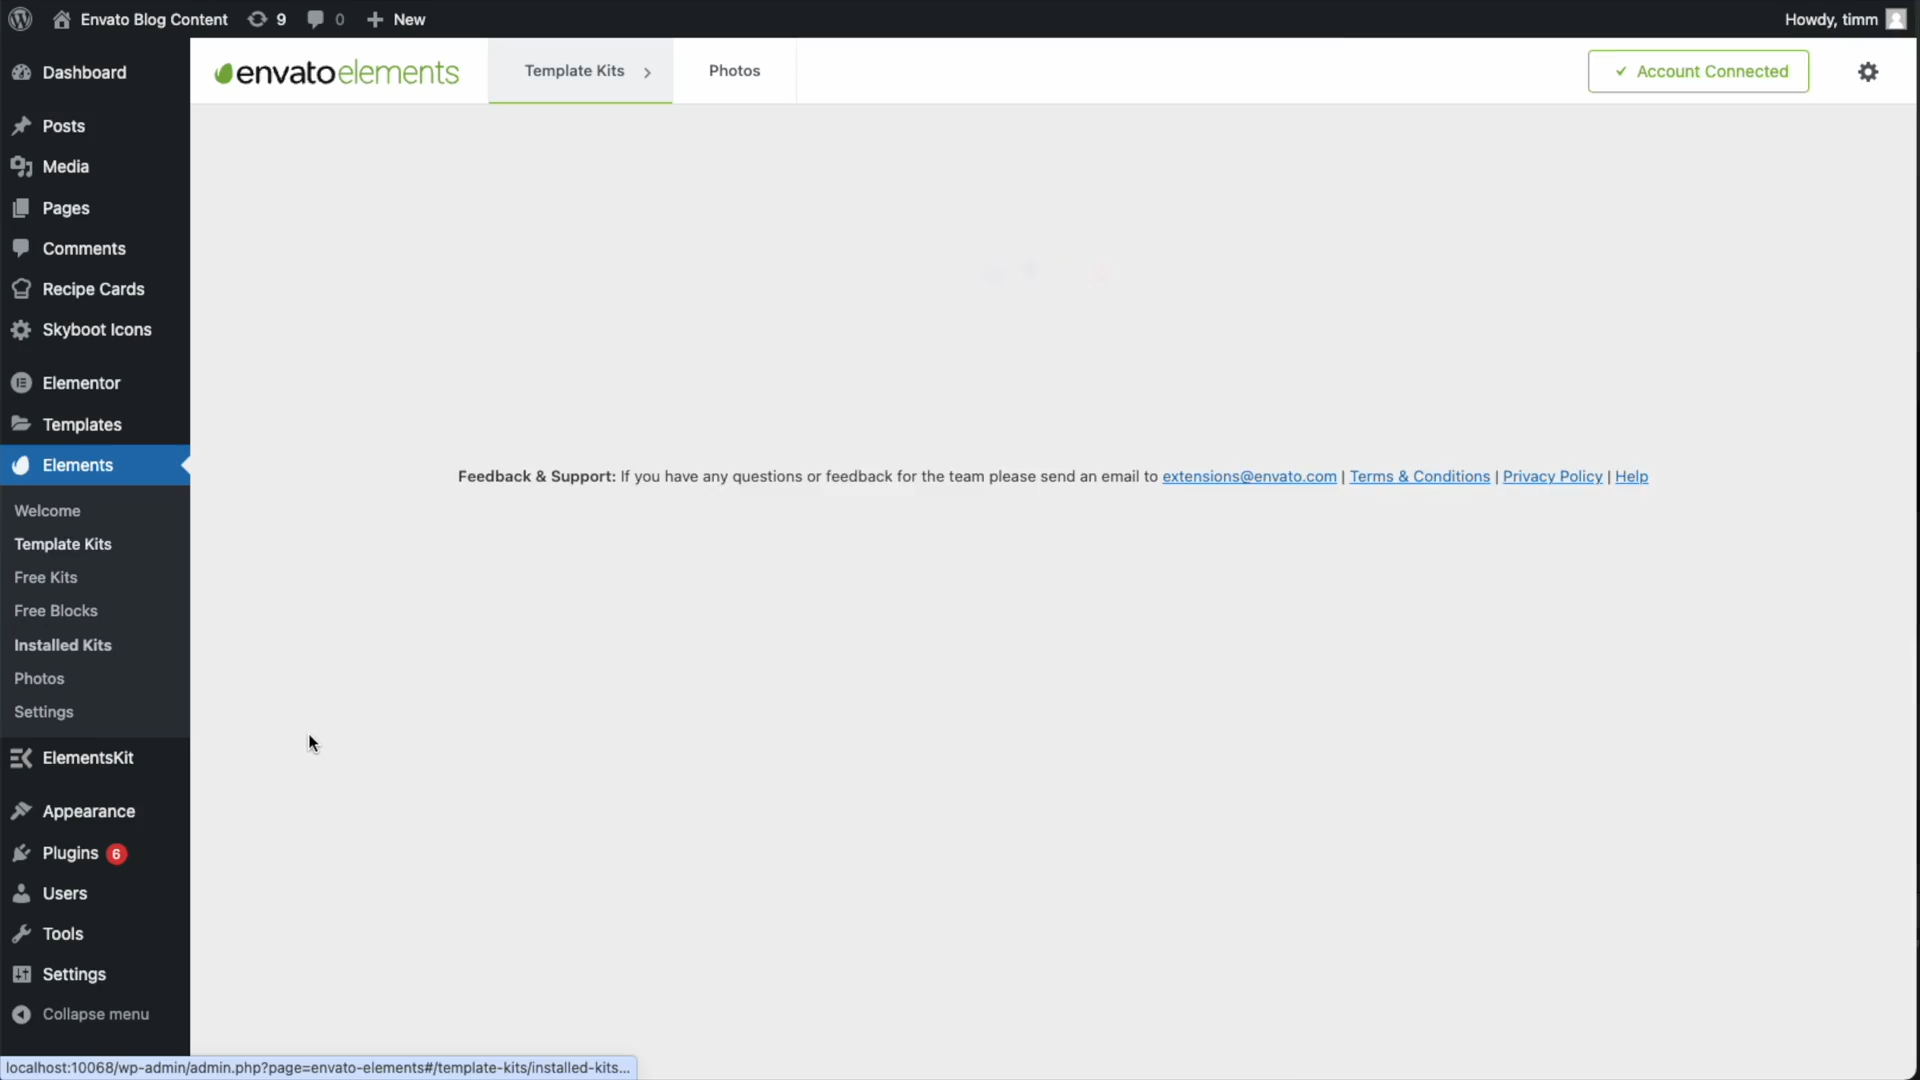 Envato Blog Content 9 0 New Howdy, timm
envatoelements Template Kits Photos Account Connected
Dashboard
Posts
Media
Pages
Comments
Recipe Cards
Skyboot Icons
Elementor
Templates
Elements
Feedback & Support: If you have any questions or feedback for the team please send an email to extensions@envato.com | Terms & Conditions | Privacy Policy | Help
Welcome
Template Kits
Free Kits
Free Blocks
Installed Kits
Photos
Settings
ElementsKit
Appearance
Plugins 6
Users
Tools
Settings
Collapse menu
localhost:10068/wp-admin/admin.php?page=envato-elements#/template-kits/installed-kits...